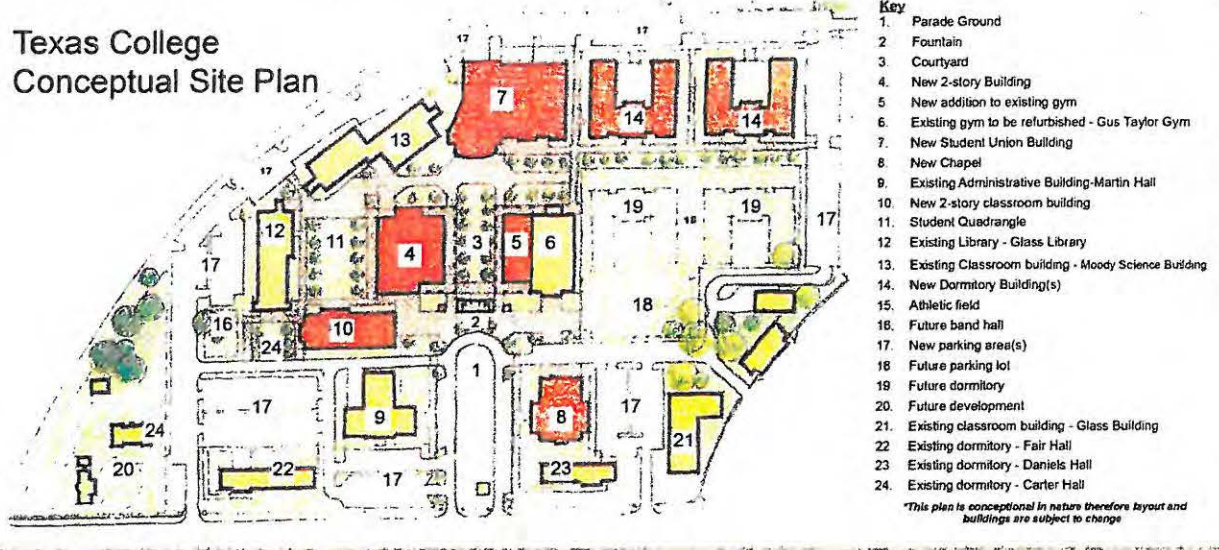 Texas College
Conceptual Site Plan
Key
1. Parade Ground
2 Fountain
3. Courtyard
4. New 2-story Building
5 New addition to existing gym
6. Existing gym to be refurbished - Gus Taylor Gym
7. New Student Union Building
8 New Chapel
9. Existing Administrative Building-Martin Hall
10. New 2-story classroom building
11. Student Quadrangle
12 Existing Library - Glass Library
13. Existing Classroom building - Moody Science Building
14. New Dormitory Building(s)
15. Athletic field
16. Future band hall
17. New parking area(s)
18 Future parking lot
19 Future dormitory
20. Future development
21. Existing classroom building - Glass Building
22 Existing dormitory - Fair Hall
23 Existing dormitory - Daniels Hall
24. Existing dormitory - Carter Hall
*This plan is conceptional in nature therefore layout and
buildings are subject to change
17
17
7
14
14
13
17
19
18
19
17
12
11
4
3
5
6
17
18
16
24
10
2
1
17
9
8
17
21
24
20
22
17
23